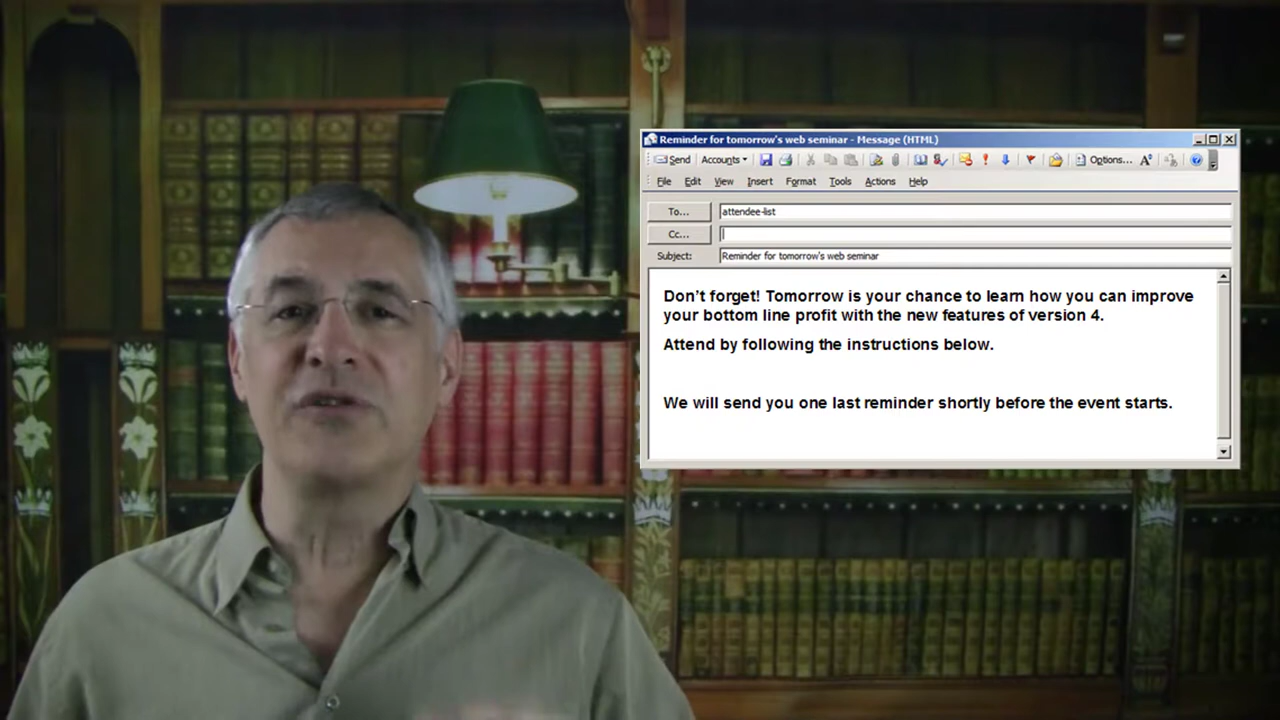 Reminder for tomorrow's web seminar - Message (HTML)
Send Accounts Options...
File Edit View Insert Format Tools Actions Help
To... attendee-list
Cc...
Subject: Reminder for tomorrow's web seminar
Don't forget! Tomorrow is your chance to learn how you can improve
your bottom line profit with the new features of version 4.
Attend by following the instructions below.
We will send you one last reminder shortly before the event starts.